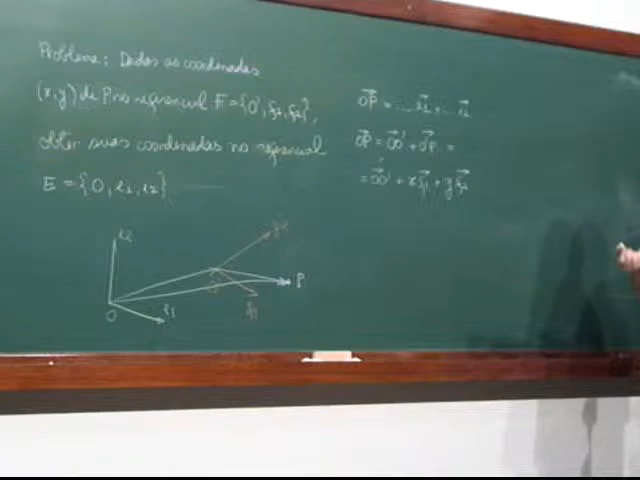 Problema: Dadas as coordenadas
(x,y) de P no referencial F = {O', f1, f2},
obter suas coordenadas no referencial
E = {O, e1, e2}
OP = ... e1 + ... e2
OP = OO' + O'P =
= OO' + x f1 + y f2
e2
f2
P
O'
O
e1
f1